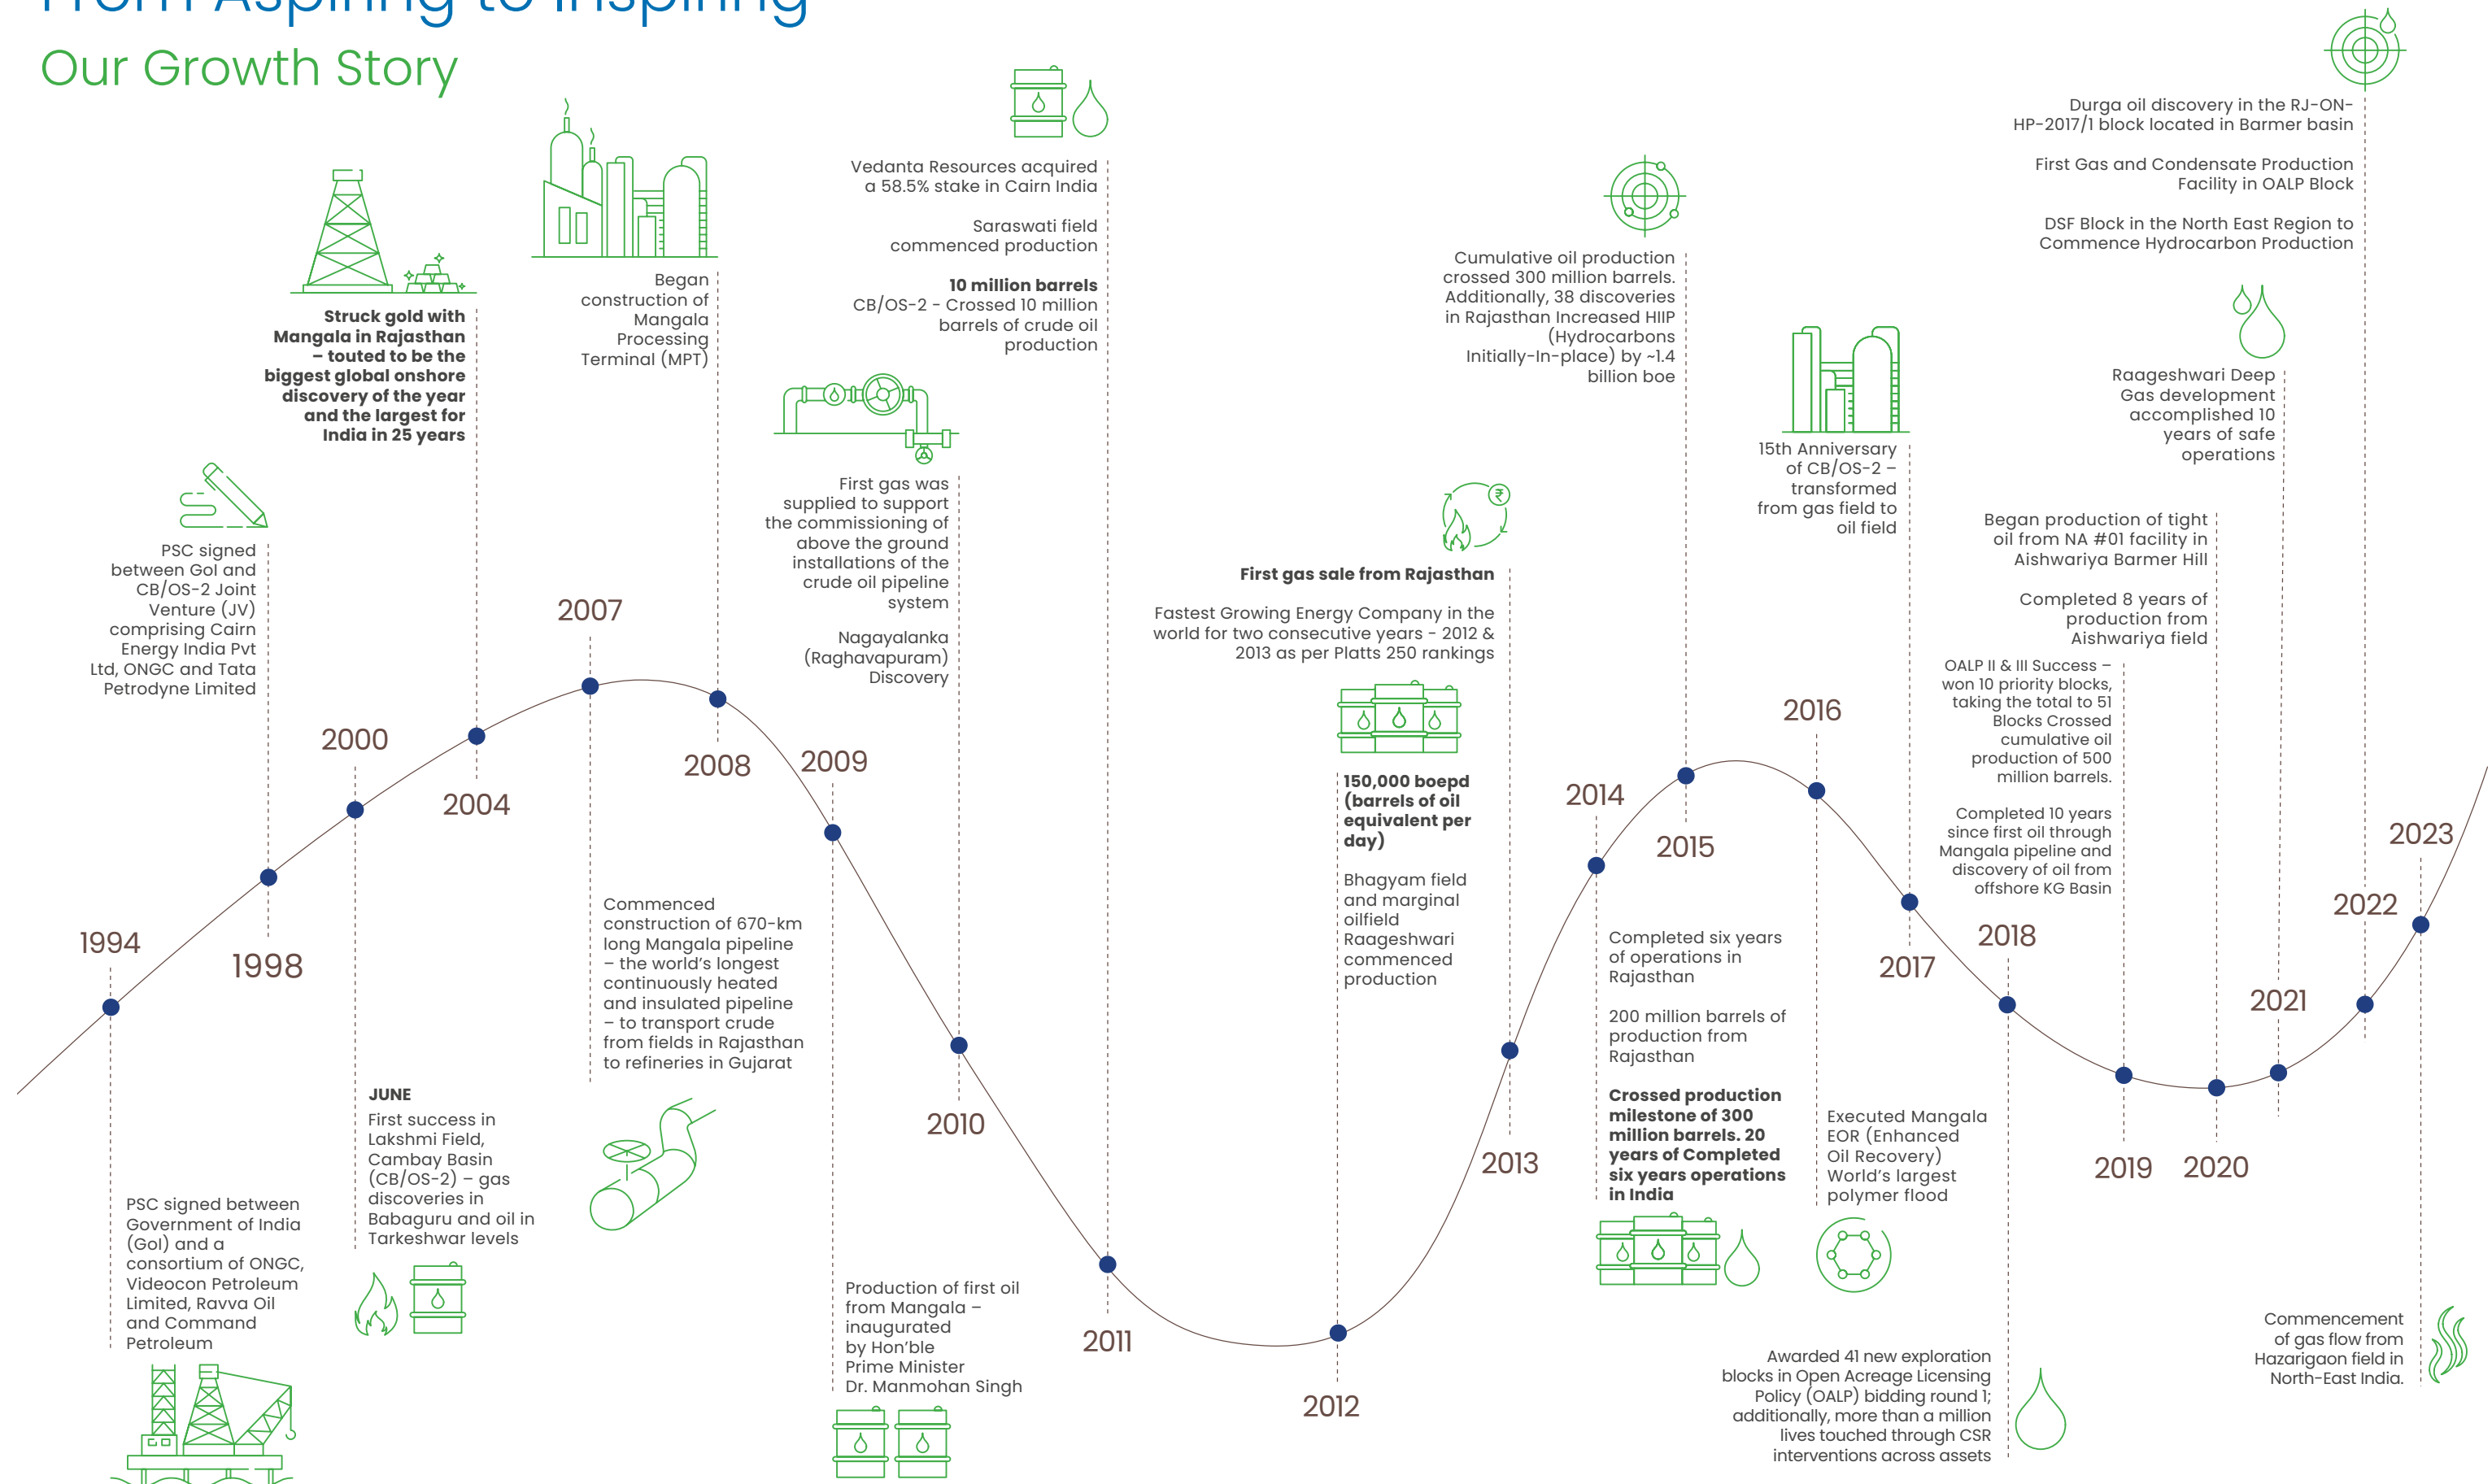 From Aspiring to Inspiring
Our Growth Story
1994
PSC signed between
Government of India
(GoI) and a
consortium of ONGC,
Videocon Petroleum
Limited, Ravva Oil
and Command
Petroleum
PSC signed
between GoI and
CB/OS-2 Joint
Venture (JV)
comprising Cairn
Energy India Pvt
Ltd, ONGC and Tata
Petrodyne Limited
1998
2000
JUNE
First success in
Lakshmi Field,
Cambay Basin
(CB/OS-2) – gas
discoveries in
Babaguru and oil in
Tarkeshwar levels
Struck gold with
Mangala in Rajasthan
– touted to be the
biggest global onshore
discovery of the year
and the largest for
India in 25 years
2004
2007
Commenced
construction of 670-km
long Mangala pipeline
– the world's longest
continuously heated
and insulated pipeline
– to transport crude
from fields in Rajasthan
to refineries in Gujarat
Began
construction of
Mangala
Processing
Terminal (MPT)
2008
2009
Production of first oil
from Mangala –
inaugurated
by Hon'ble
Prime Minister
Dr. Manmohan Singh
First gas was
supplied to support
the commissioning of
above the ground
installations of the
crude oil pipeline
system
Nagayalanka
(Raghavapuram)
Discovery
2010
Vedanta Resources acquired
a 58.5% stake in Cairn India
Saraswati field
commenced production
10 million barrels
CB/OS-2 - Crossed 10 million
barrels of crude oil
production
2011
150,000 boepd
(barrels of oil
equivalent per
day)
Bhagyam field
and marginal
oilfield
Raageshwari
commenced
production
2012
First gas sale from Rajasthan
Fastest Growing Energy Company in the
world for two consecutive years - 2012 &
2013 as per Platts 250 rankings
2013
2014
Completed six years
of operations in
Rajasthan
200 million barrels of
production from
Rajasthan
Crossed production
milestone of 300
million barrels. 20
years of Completed
six years operations
in India
Cumulative oil production
crossed 300 million barrels.
Additionally, 38 discoveries
in Rajasthan Increased HIIP
(Hydrocarbons
Initially-In-place) by ~1.4
billion boe
2015
2016
Executed Mangala
EOR (Enhanced
Oil Recovery)
World's largest
polymer flood
15th Anniversary
of CB/OS-2 –
transformed
from gas field to
oil field
2017
2018
Awarded 41 new exploration
blocks in Open Acreage Licensing
Policy (OALP) bidding round 1;
additionally, more than a million
lives touched through CSR
interventions across assets
OALP II & III Success –
won 10 priority blocks,
taking the total to 51
Blocks Crossed
cumulative oil
production of 500
million barrels.
Completed 10 years
since first oil through
Mangala pipeline and
discovery of oil from
offshore KG Basin
2019
Began production of tight
oil from NA #01 facility in
Aishwariya Barmer Hill
Completed 8 years of
production from
Aishwariya field
2020
Raageshwari Deep
Gas development
accomplished 10
years of safe
operations
2021
Durga oil discovery in the RJ-ON-
HP-2017/1 block located in Barmer basin
First Gas and Condensate Production
Facility in OALP Block
DSF Block in the North East Region to
Commence Hydrocarbon Production
2022
2023
Commencement
of gas flow from
Hazarigaon field in
North-East India.